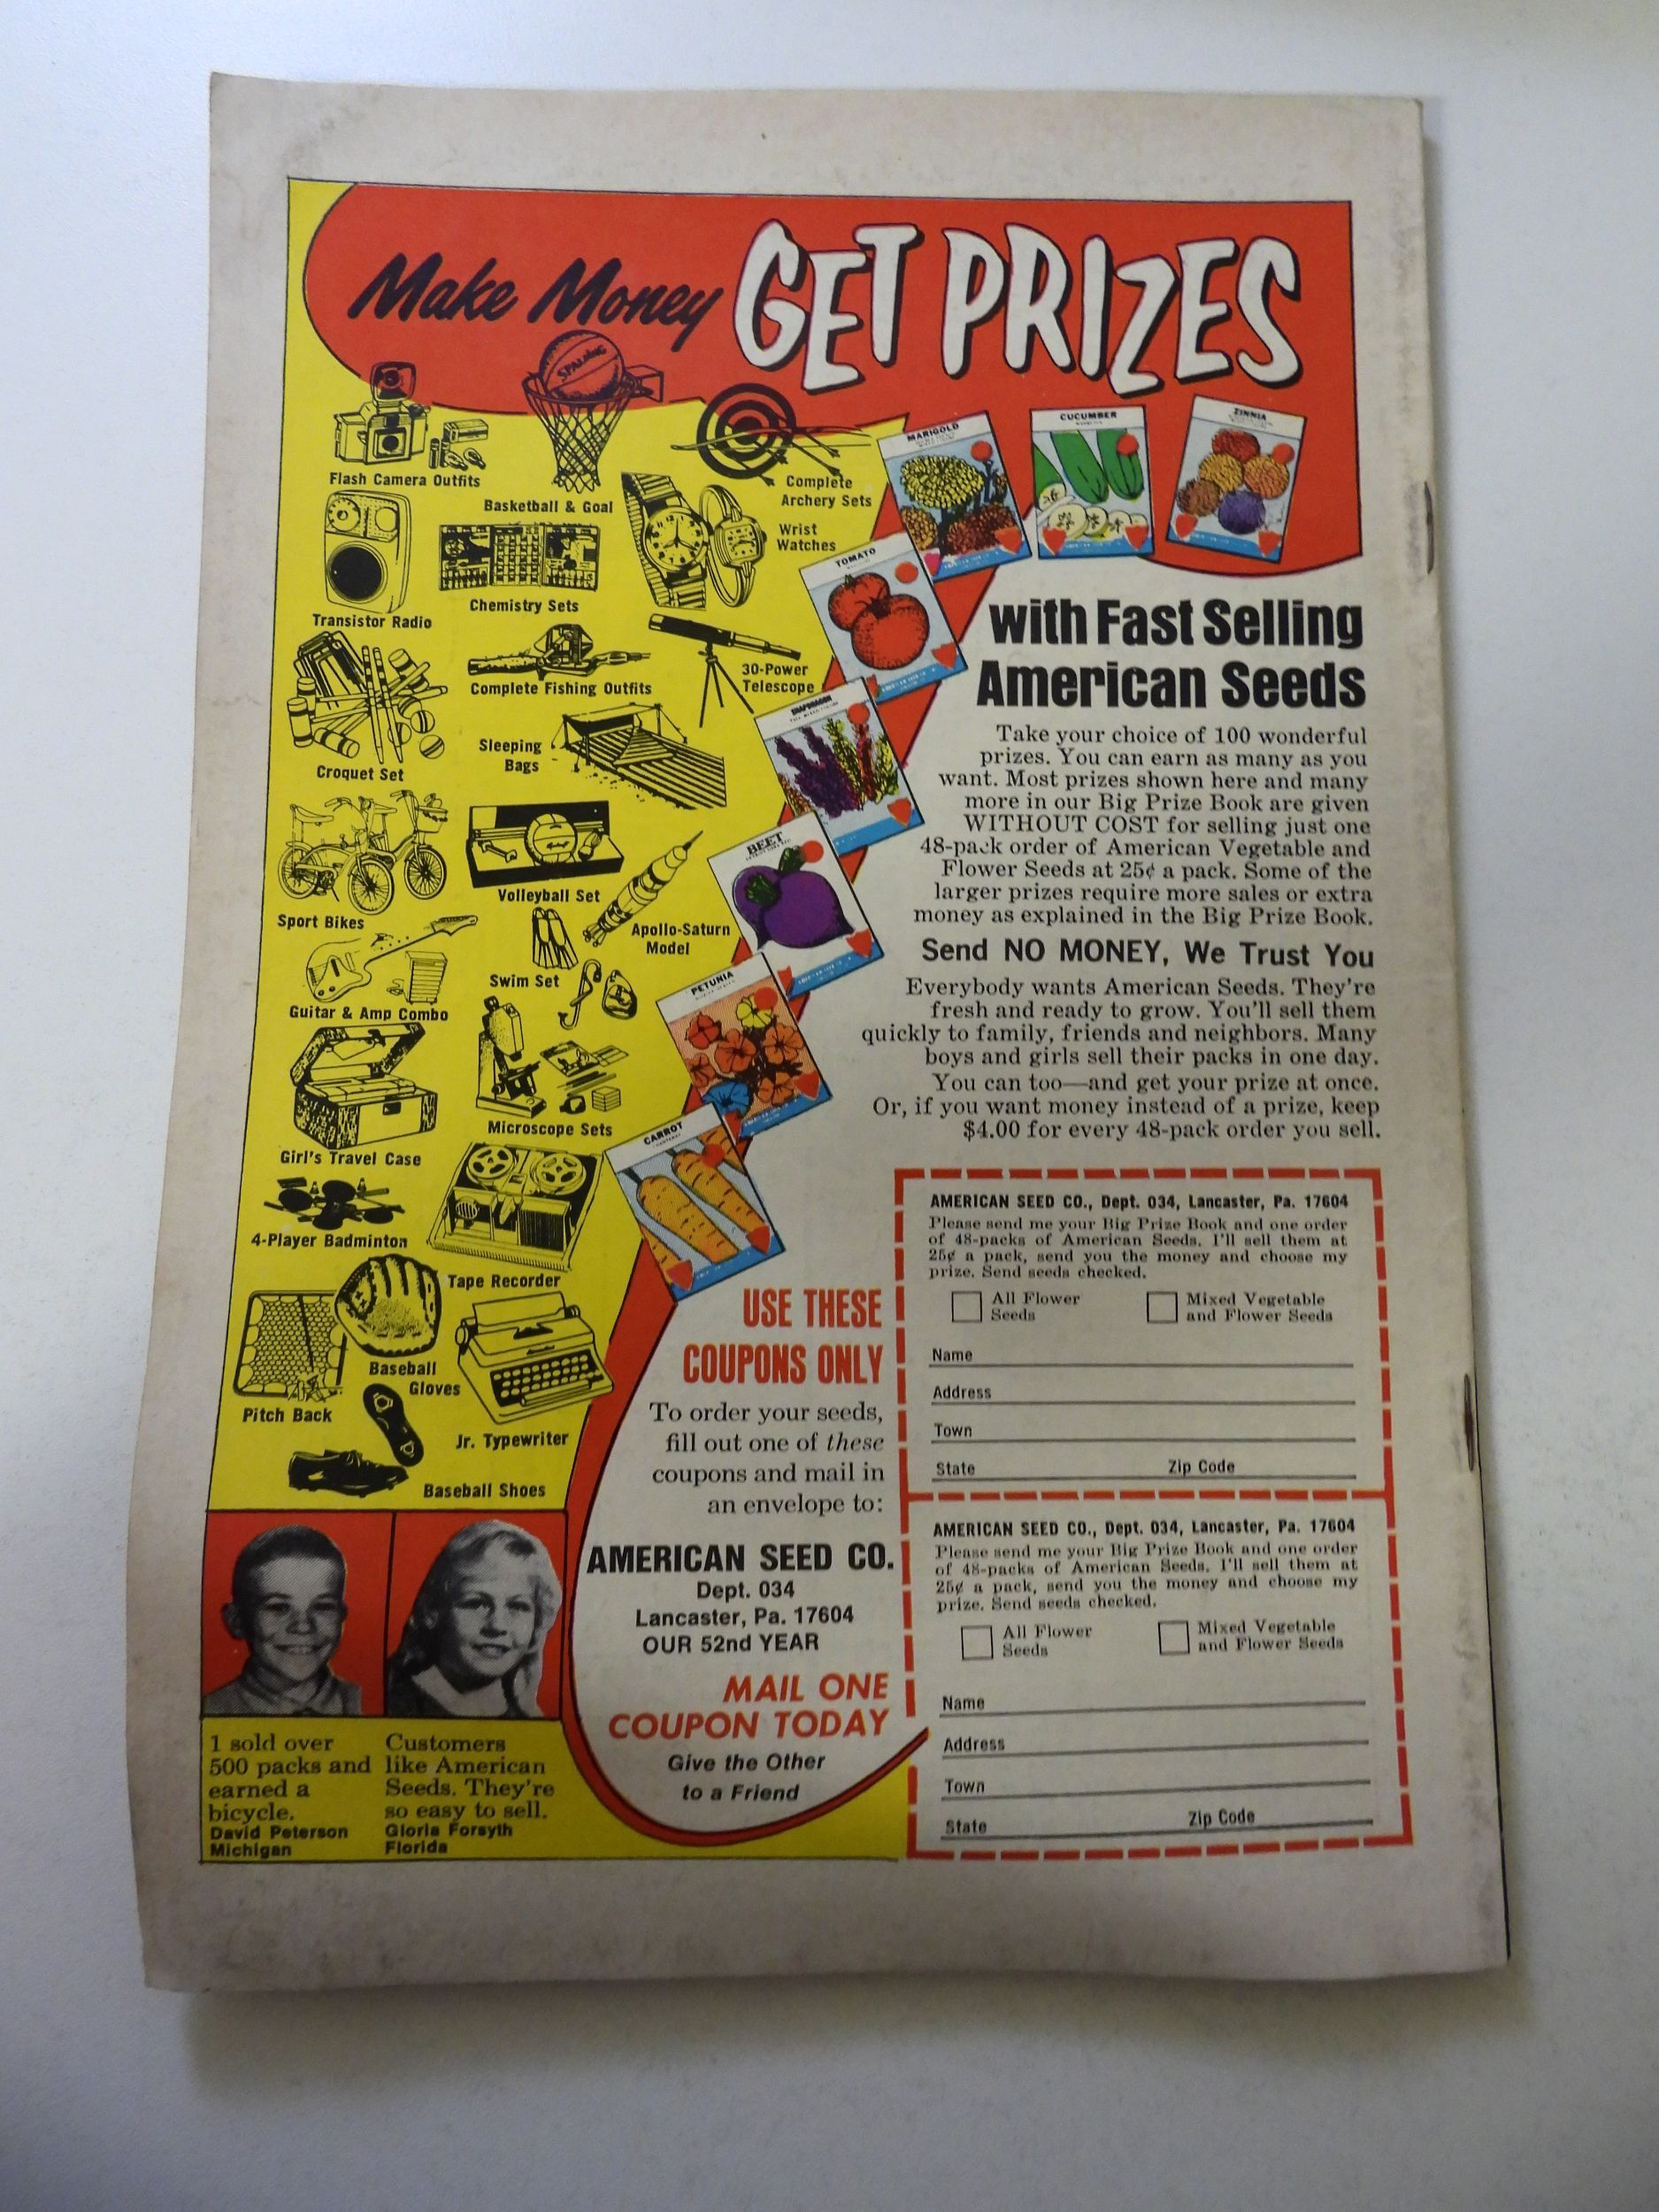 Make Money GET PRIZES
SPALDING
Flash Camera Outfits
Basketball & Goal
Complete
Archery Sets
Wrist
Watches
Transistor Radio
Chemistry Sets
Complete Fishing Outfits
30-Power
Telescope
Croquet Set
Sleeping
Bags
Sport Bikes
Volleyball Set
Apollo-Saturn
Model
Guitar & Amp Combo
Swim Set
Girl's Travel Case
Microscope Sets
4-Player Badminton
Tape Recorder
Pitch Back
Baseball
Gloves
Jr. Typewriter
Baseball Shoes
MARIGOLD
CUCUMBER
ZINNIA
TOMATO
SNAPDRAGON
BEET
PETUNIA
CARROT
with Fast Selling
American Seeds
Take your choice of 100 wonderful
prizes. You can earn as many as you
want. Most prizes shown here and many
more in our Big Prize Book are given
WITHOUT COST for selling just one
48-pack order of American Vegetable and
Flower Seeds at 25¢ a pack. Some of the
larger prizes require more sales or extra
money as explained in the Big Prize Book.
Send NO MONEY, We Trust You
Everybody wants American Seeds. They're
fresh and ready to grow. You'll sell them
quickly to family, friends and neighbors. Many
boys and girls sell their packs in one day.
You can too—and get your prize at once.
Or, if you want money instead of a prize, keep
$4.00 for every 48-pack order you sell.
USE THESE
COUPONS ONLY
To order your seeds,
fill out one of these
coupons and mail in
an envelope to:
AMERICAN SEED CO.
Dept. 034
Lancaster, Pa. 17604
OUR 52nd YEAR
MAIL ONE
COUPON TODAY
Give the Other
to a Friend
AMERICAN SEED CO., Dept. 034, Lancaster, Pa. 17604
Please send me your Big Prize Book and one order
of 48-packs of American Seeds. I'll sell them at
25¢ a pack, send you the money and choose my
prize. Send seeds checked.
All Flower
Seeds
Mixed Vegetable
and Flower Seeds
Name
Address
Town
State Zip Code
AMERICAN SEED CO., Dept. 034, Lancaster, Pa. 17604
Please send me your Big Prize Book and one order
of 48-packs of American Seeds. I'll sell them at
25¢ a pack, send you the money and choose my
prize. Send seeds checked.
All Flower
Seeds
Mixed Vegetable
and Flower Seeds
Name
Address
Town
State Zip Code
I sold over
500 packs and
earned a
bicycle.
David Peterson
Michigan
Customers
like American
Seeds. They're
so easy to sell.
Gloria Forsyth
Florida